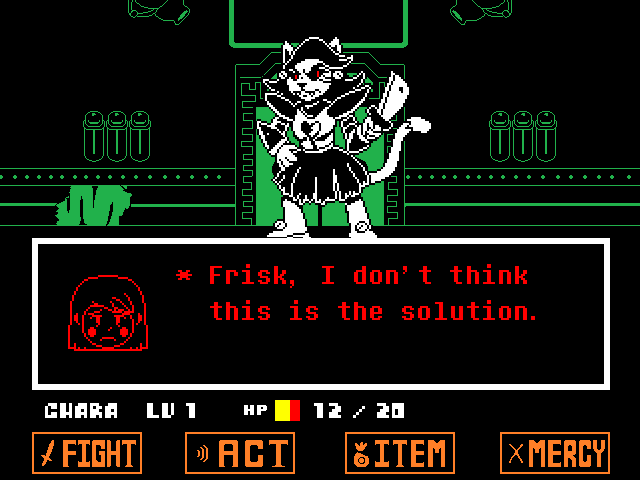 * Frisk, I don't think
this is the solution.
CHARA LV 1 HP 12 / 20
FIGHT ACT ITEM MERCY